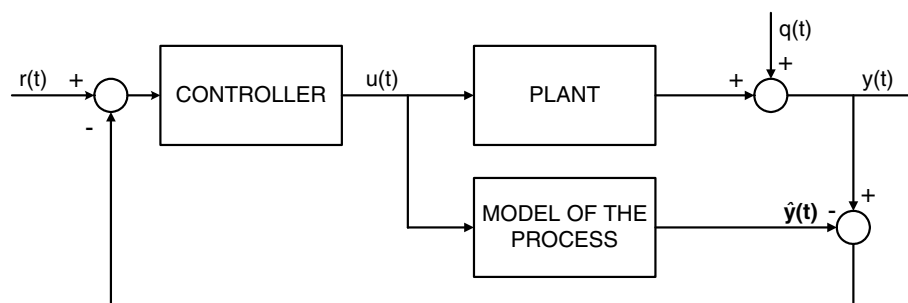 q(t)
r(t)
+
CONTROLLER
u(t)
PLANT
+
+
y(t)
-
MODEL OF THE
PROCESS
ŷ(t)
-
+